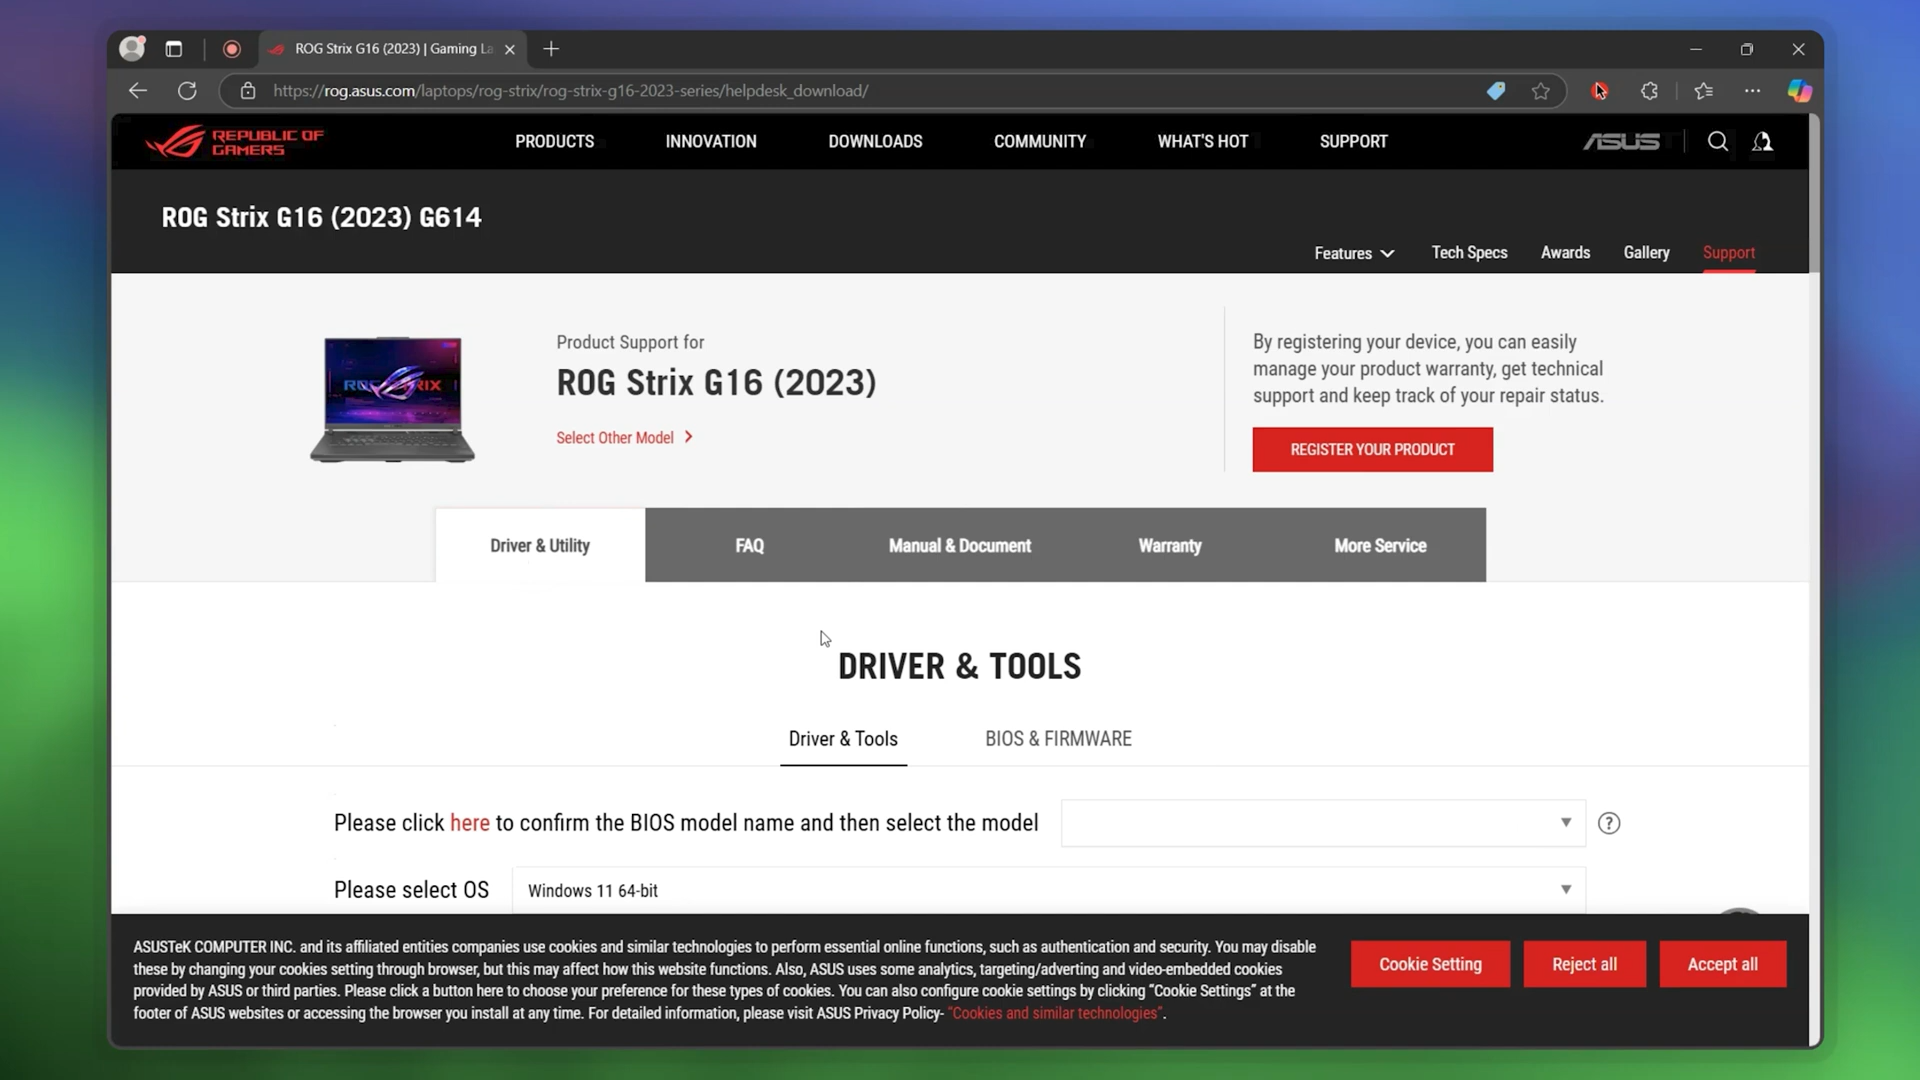 ROG Strix G16 (2023) | Gaming La
https://rog.asus.com/laptops/rog-strix/rog-strix-g16-2023-series/helpdesk_download/
REPUBLIC OF
GAMERS
PRODUCTS
INNOVATION
DOWNLOADS
COMMUNITY
WHAT'S HOT
SUPPORT
ASUS
ROG Strix G16 (2023) G614
Features
Tech Specs
Awards
Gallery
Support
Product Support for
ROG Strix G16 (2023)
Select Other Model
By registering your device, you can easily
manage your product warranty, get technical
support and keep track of your repair status.
REGISTER YOUR PRODUCT
Driver & Utility
FAQ
Manual & Document
Warranty
More Service
DRIVER & TOOLS
Driver & Tools
BIOS & FIRMWARE
Please click here to confirm the BIOS model name and then select the model
?
Please select OS
Windows 11 64-bit
ASUSTeK COMPUTER INC. and its affiliated entities companies use cookies and similar technologies to perform essential online functions, such as authentication and security. You may disable
these by changing your cookies setting through browser, but this may affect how this website functions. Also, ASUS uses some analytics, targeting/adverting and video-embedded cookies
provided by ASUS or third parties. Please click a button here to choose your preference for these types of cookies. You can also configure cookie settings by clicking “Cookie Settings” at the
footer of ASUS websites or accessing the browser you install at any time. For detailed information, please visit ASUS Privacy Policy- “Cookies and similar technologies”.
Cookie Setting
Reject all
Accept all